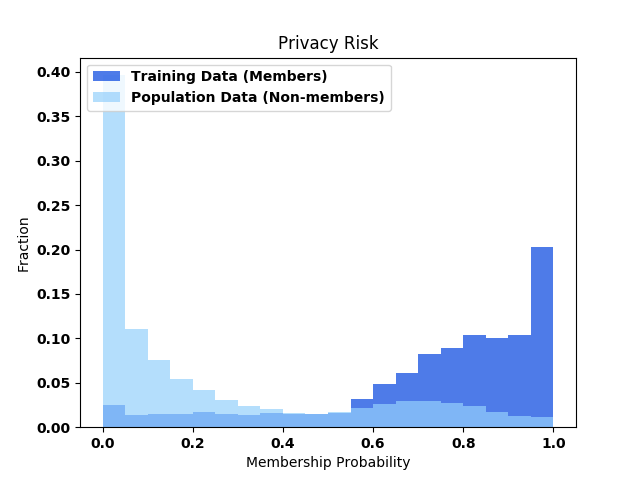 Privacy Risk
Training Data (Members)
Population Data (Non-members)
0.40
0.35
0.30
0.25
0.20
0.15
0.10
0.05
0.00
Fraction
0.0 0.2 0.4 0.6 0.8 1.0
Membership Probability